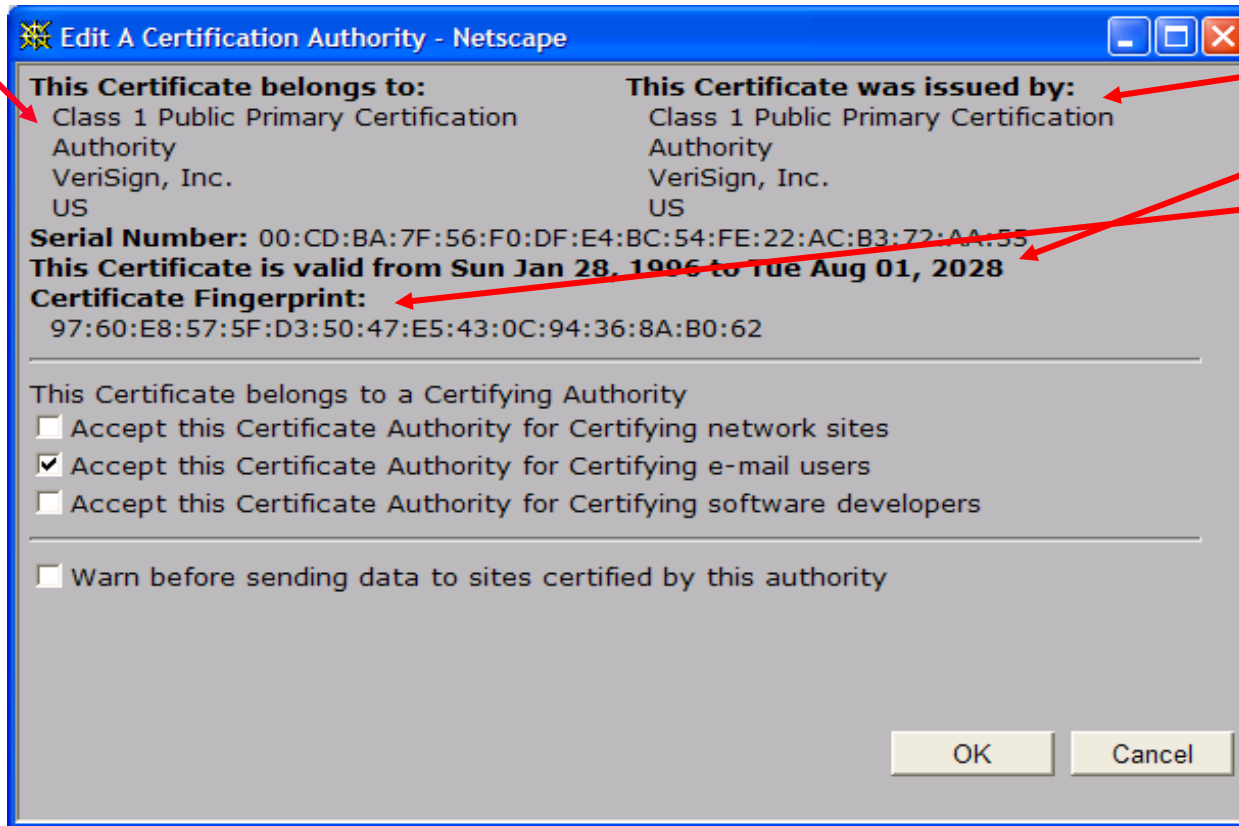 Edit A Certification Authority - Netscape
This Certificate belongs to:
Class 1 Public Primary Certification
Authority
VeriSign, Inc.
US
This Certificate was issued by:
Class 1 Public Primary Certification
Authority
VeriSign, Inc.
US
Serial Number: 00:CD:BA:7F:56:F0:DF:E4:BC:54:FE:22:AC:B3:72:AA:55
This Certificate is valid from Sun Jan 28, 1996 to Tue Aug 01, 2028
Certificate Fingerprint:
97:60:E8:57:5F:D3:50:47:E5:43:0C:94:36:8A:B0:62
This Certificate belongs to a Certifying Authority
Accept this Certificate Authority for Certifying network sites
Accept this Certificate Authority for Certifying e-mail users
Accept this Certificate Authority for Certifying software developers
Warn before sending data to sites certified by this authority
OK
Cancel